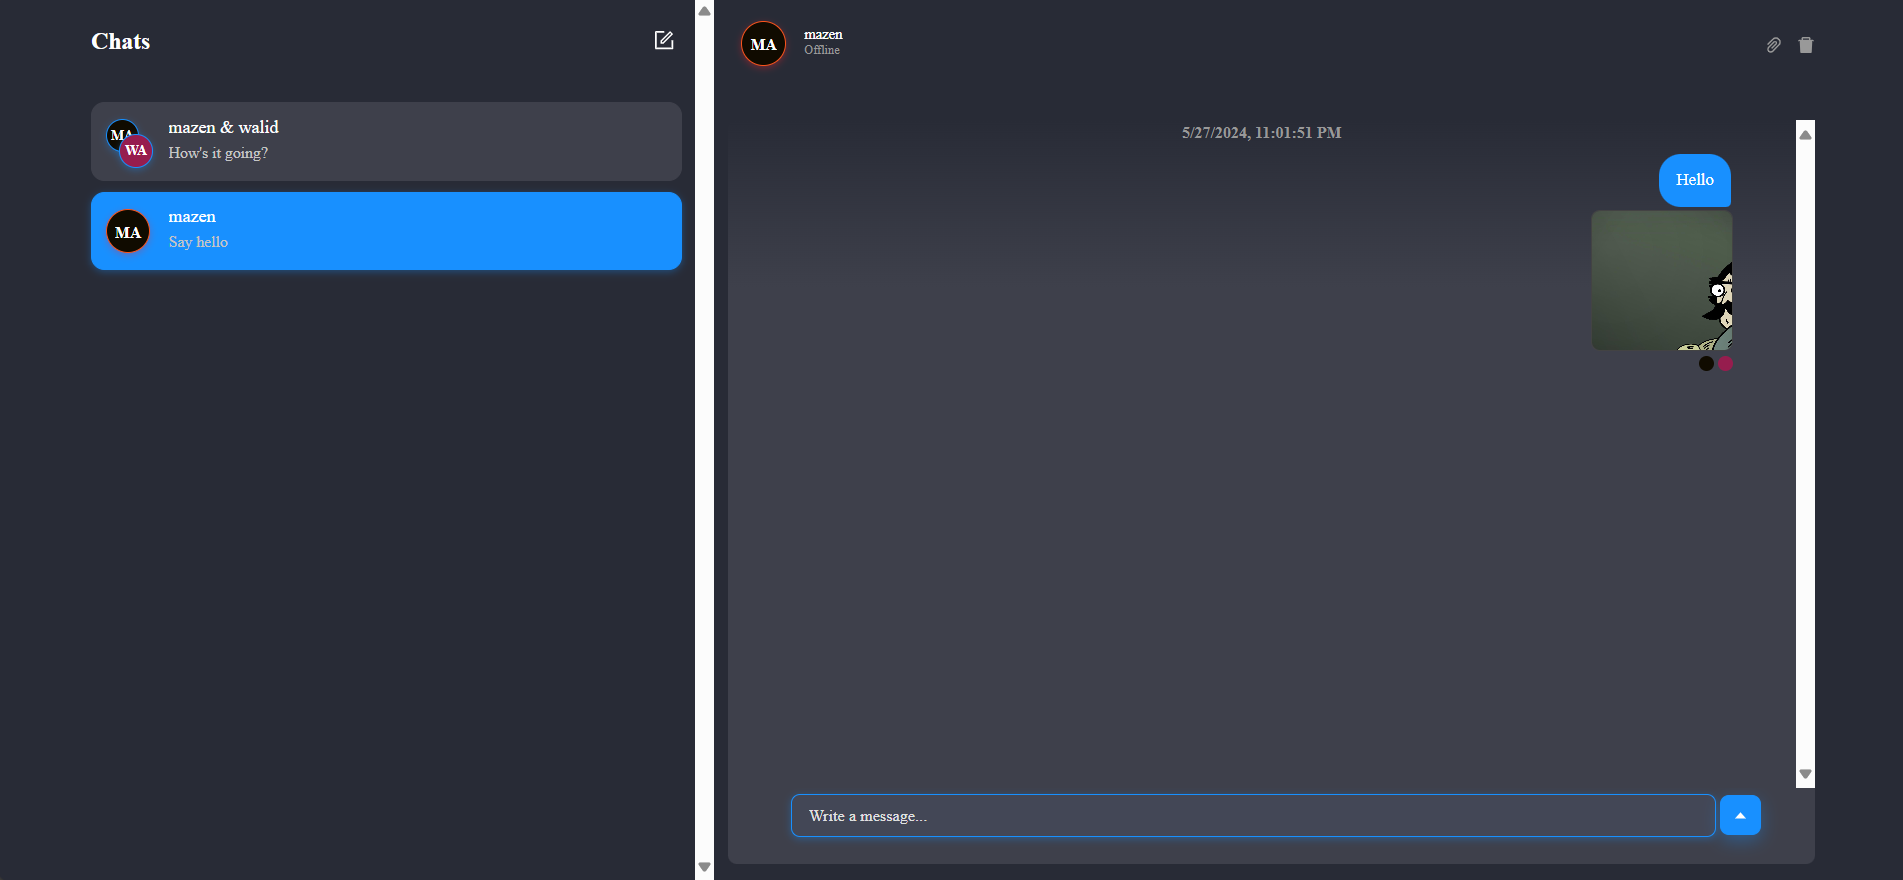 Chats
MA
WA
mazen & walid
How's it going?
MA
mazen
Say hello
MA
mazen
Offline
5/27/2024, 11:01:51 PM
Hello
Write a message...